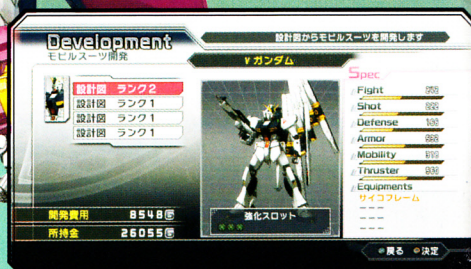 Development
モビルスーツ開発
設計図からモビルスーツを開発します
νガンダム
設計図 ランク2
設計図 ランク1
設計図 ランク1
設計図 ランク1
開発費用 8548G
所持金 26055G
強化スロット
Spec
Fight
Shot
Defense
Armor
Mobility
Thruster
Equipments
サイコフレーム
---
---
---
戻る 決定